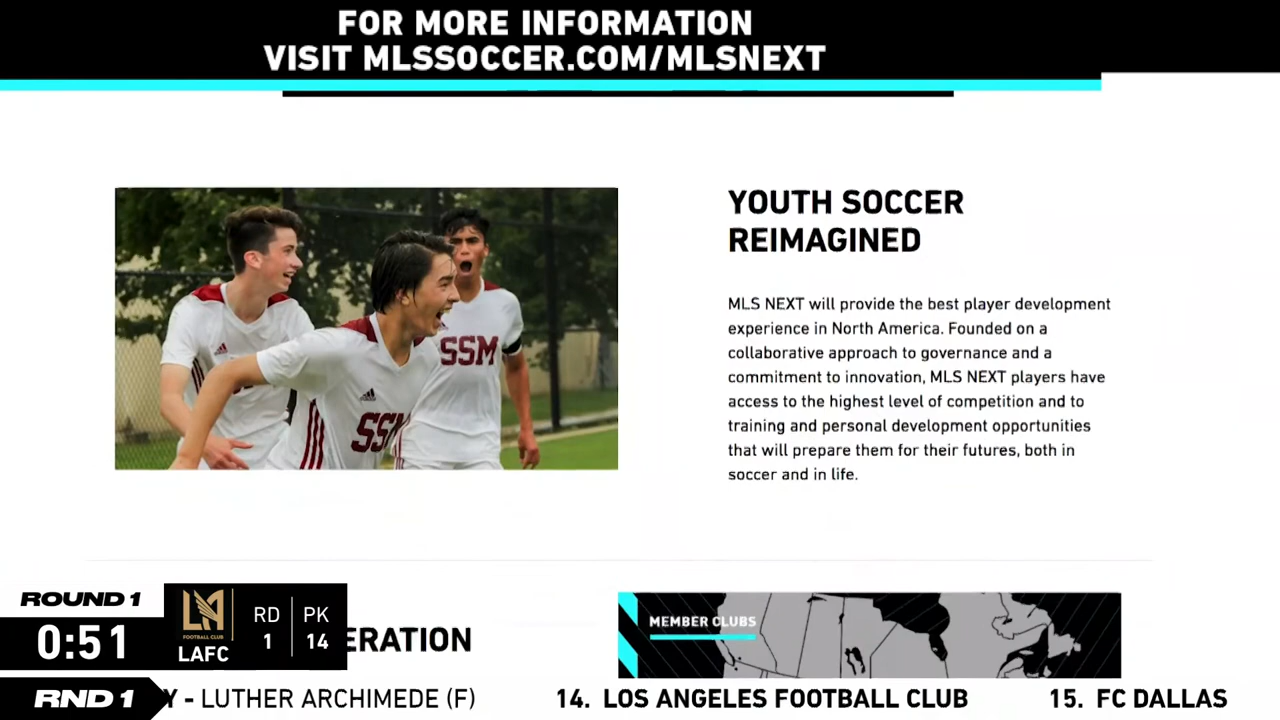 FOR MORE INFORMATION
VISIT MLSSOCCER.COM/MLSNEXT
YOUTH SOCCER
REIMAGINED
MLS NEXT will provide the best player development
experience in North America. Founded on a
collaborative approach to governance and a
commitment to innovation, MLS NEXT players have
access to the highest level of competition and to
training and personal development opportunities
that will prepare them for their futures, both in
soccer and in life.
SSM
SSM
MEMBER CLUBS
ERATION
ROUND 1
0:51
FOOTBALL CLUB
LAFC
RD PK
1 14
RND 1
Y - LUTHER ARCHIMEDE (F) 14. LOS ANGELES FOOTBALL CLUB 15. FC DALLAS